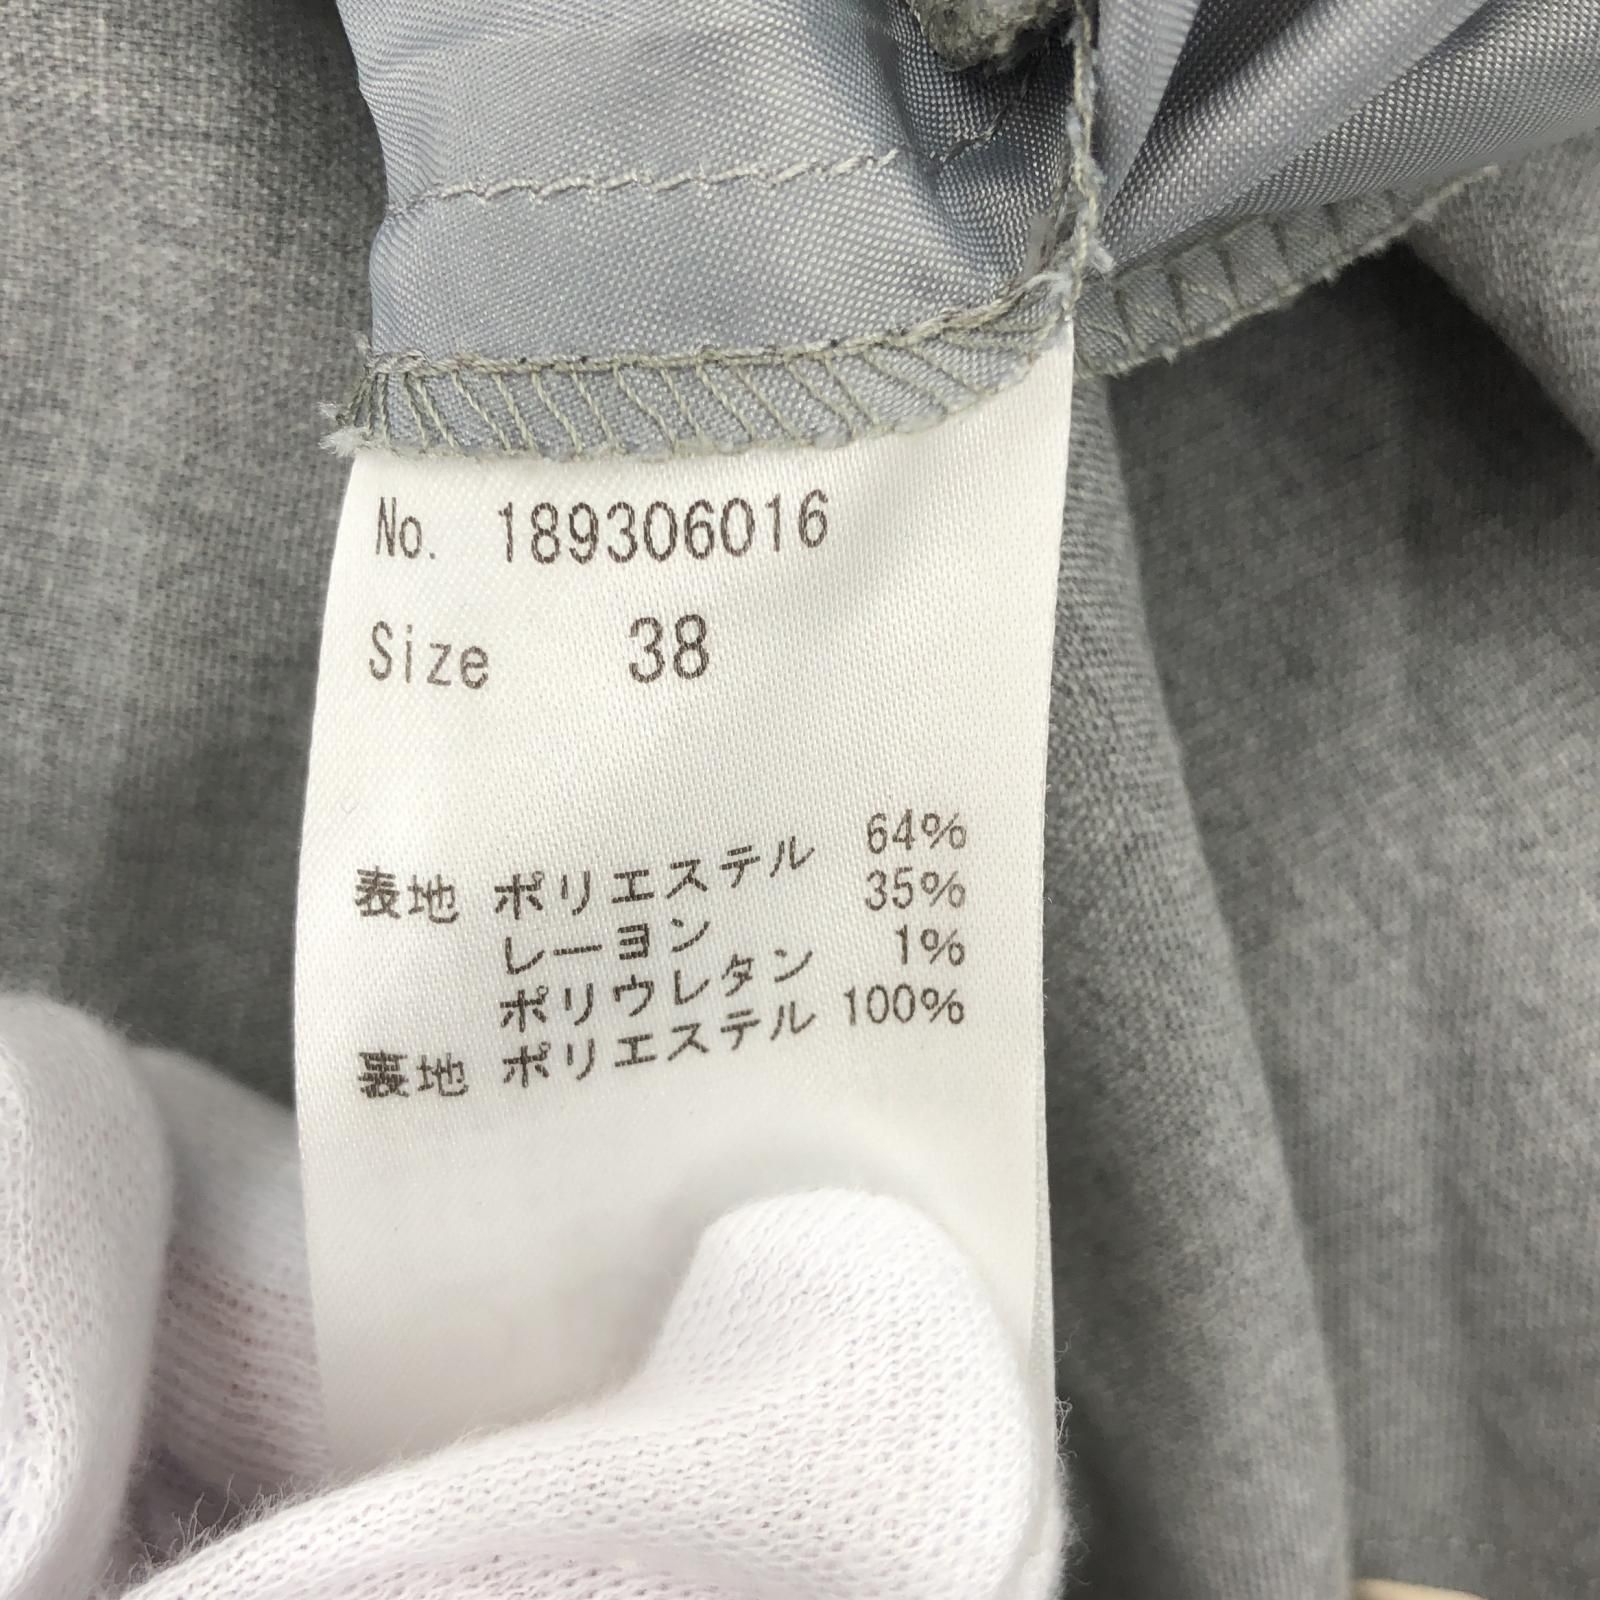 No. 189306016
Size 38
表地 ポリエステル 64%
レーヨン 35%
ポリウレタン 1%
裏地 ポリエステル 100%